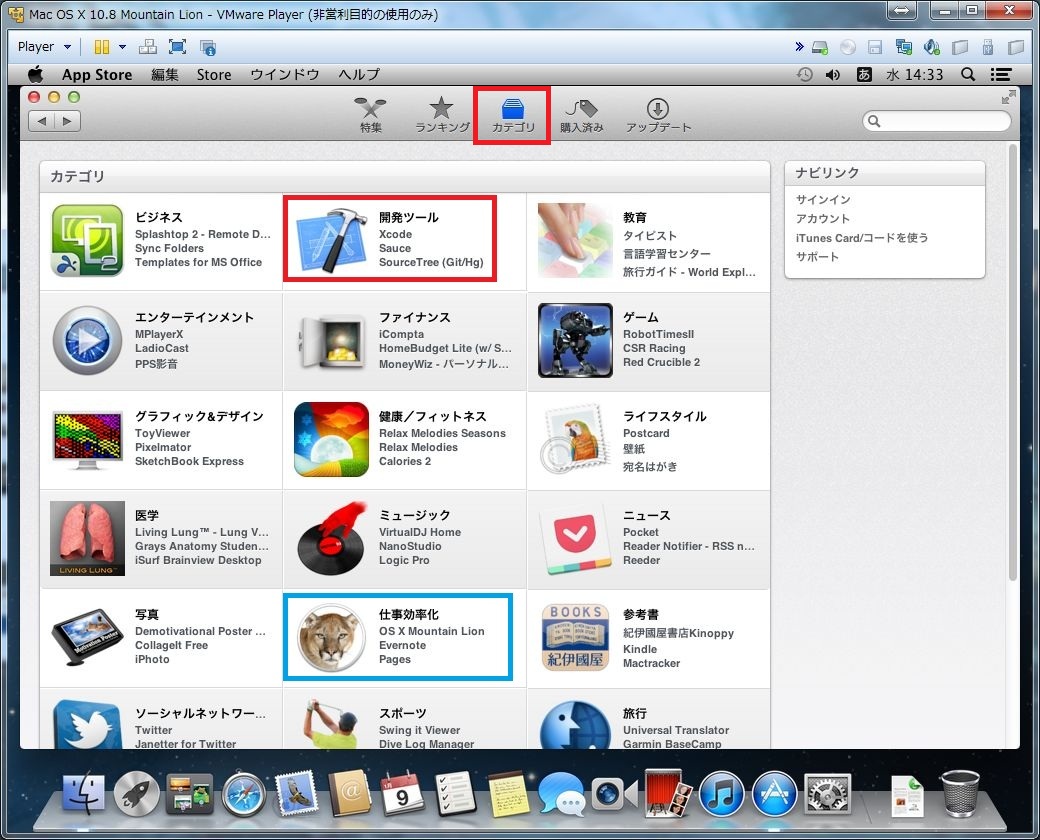 Mac OS X 10.8 Mountain Lion - VMware Player (非営利目的の使用のみ)
Player
App Store 編集 Store ウインドウ ヘルプ
あ 水 14:33
特集 ランキング カテゴリ 購入済み アップデート
カテゴリ
ビジネス
Splashtop 2 - Remote D...
Sync Folders
Templates for MS Office
開発ツール
Xcode
Sauce
SourceTree (Git/Hg)
教育
タイピスト
言語学習センター
旅行ガイド - World Expl...
エンターテインメント
MPlayerX
LadioCast
PPS影音
ファイナンス
iCompta
HomeBudget Lite (w/ S...
MoneyWiz - パーソナル...
ゲーム
RobotTimesII
CSR Racing
Red Crucible 2
グラフィック&デザイン
ToyViewer
Pixelmator
SketchBook Express
健康／フィットネス
Relax Melodies Seasons
Relax Melodies
Calories 2
ライフスタイル
Postcard
壁紙
宛名はがき
LIVING LUNG™
医学
Living Lung™ - Lung V...
Grays Anatomy Studen...
iSurf Brainview Desktop
ミュージック
VirtualDJ Home
NanoStudio
Logic Pro
ニュース
Pocket
Reader Notifier - RSS n...
Reeder
写真
Demotivational Poster ...
CollageIt Free
iPhoto
仕事効率化
OS X Mountain Lion
Evernote
Pages
BOOKS
紀伊國屋
参考書
紀伊國屋書店Kinoppy
Kindle
Mactracker
ソーシャルネットワー...
Twitter
Janetter for Twitter
スポーツ
Swing it Viewer
Dive Log Manager
旅行
Universal Translator
Garmin BaseCamp
ナビリンク
サインイン
アカウント
iTunes Card/コードを使う
サポート
9